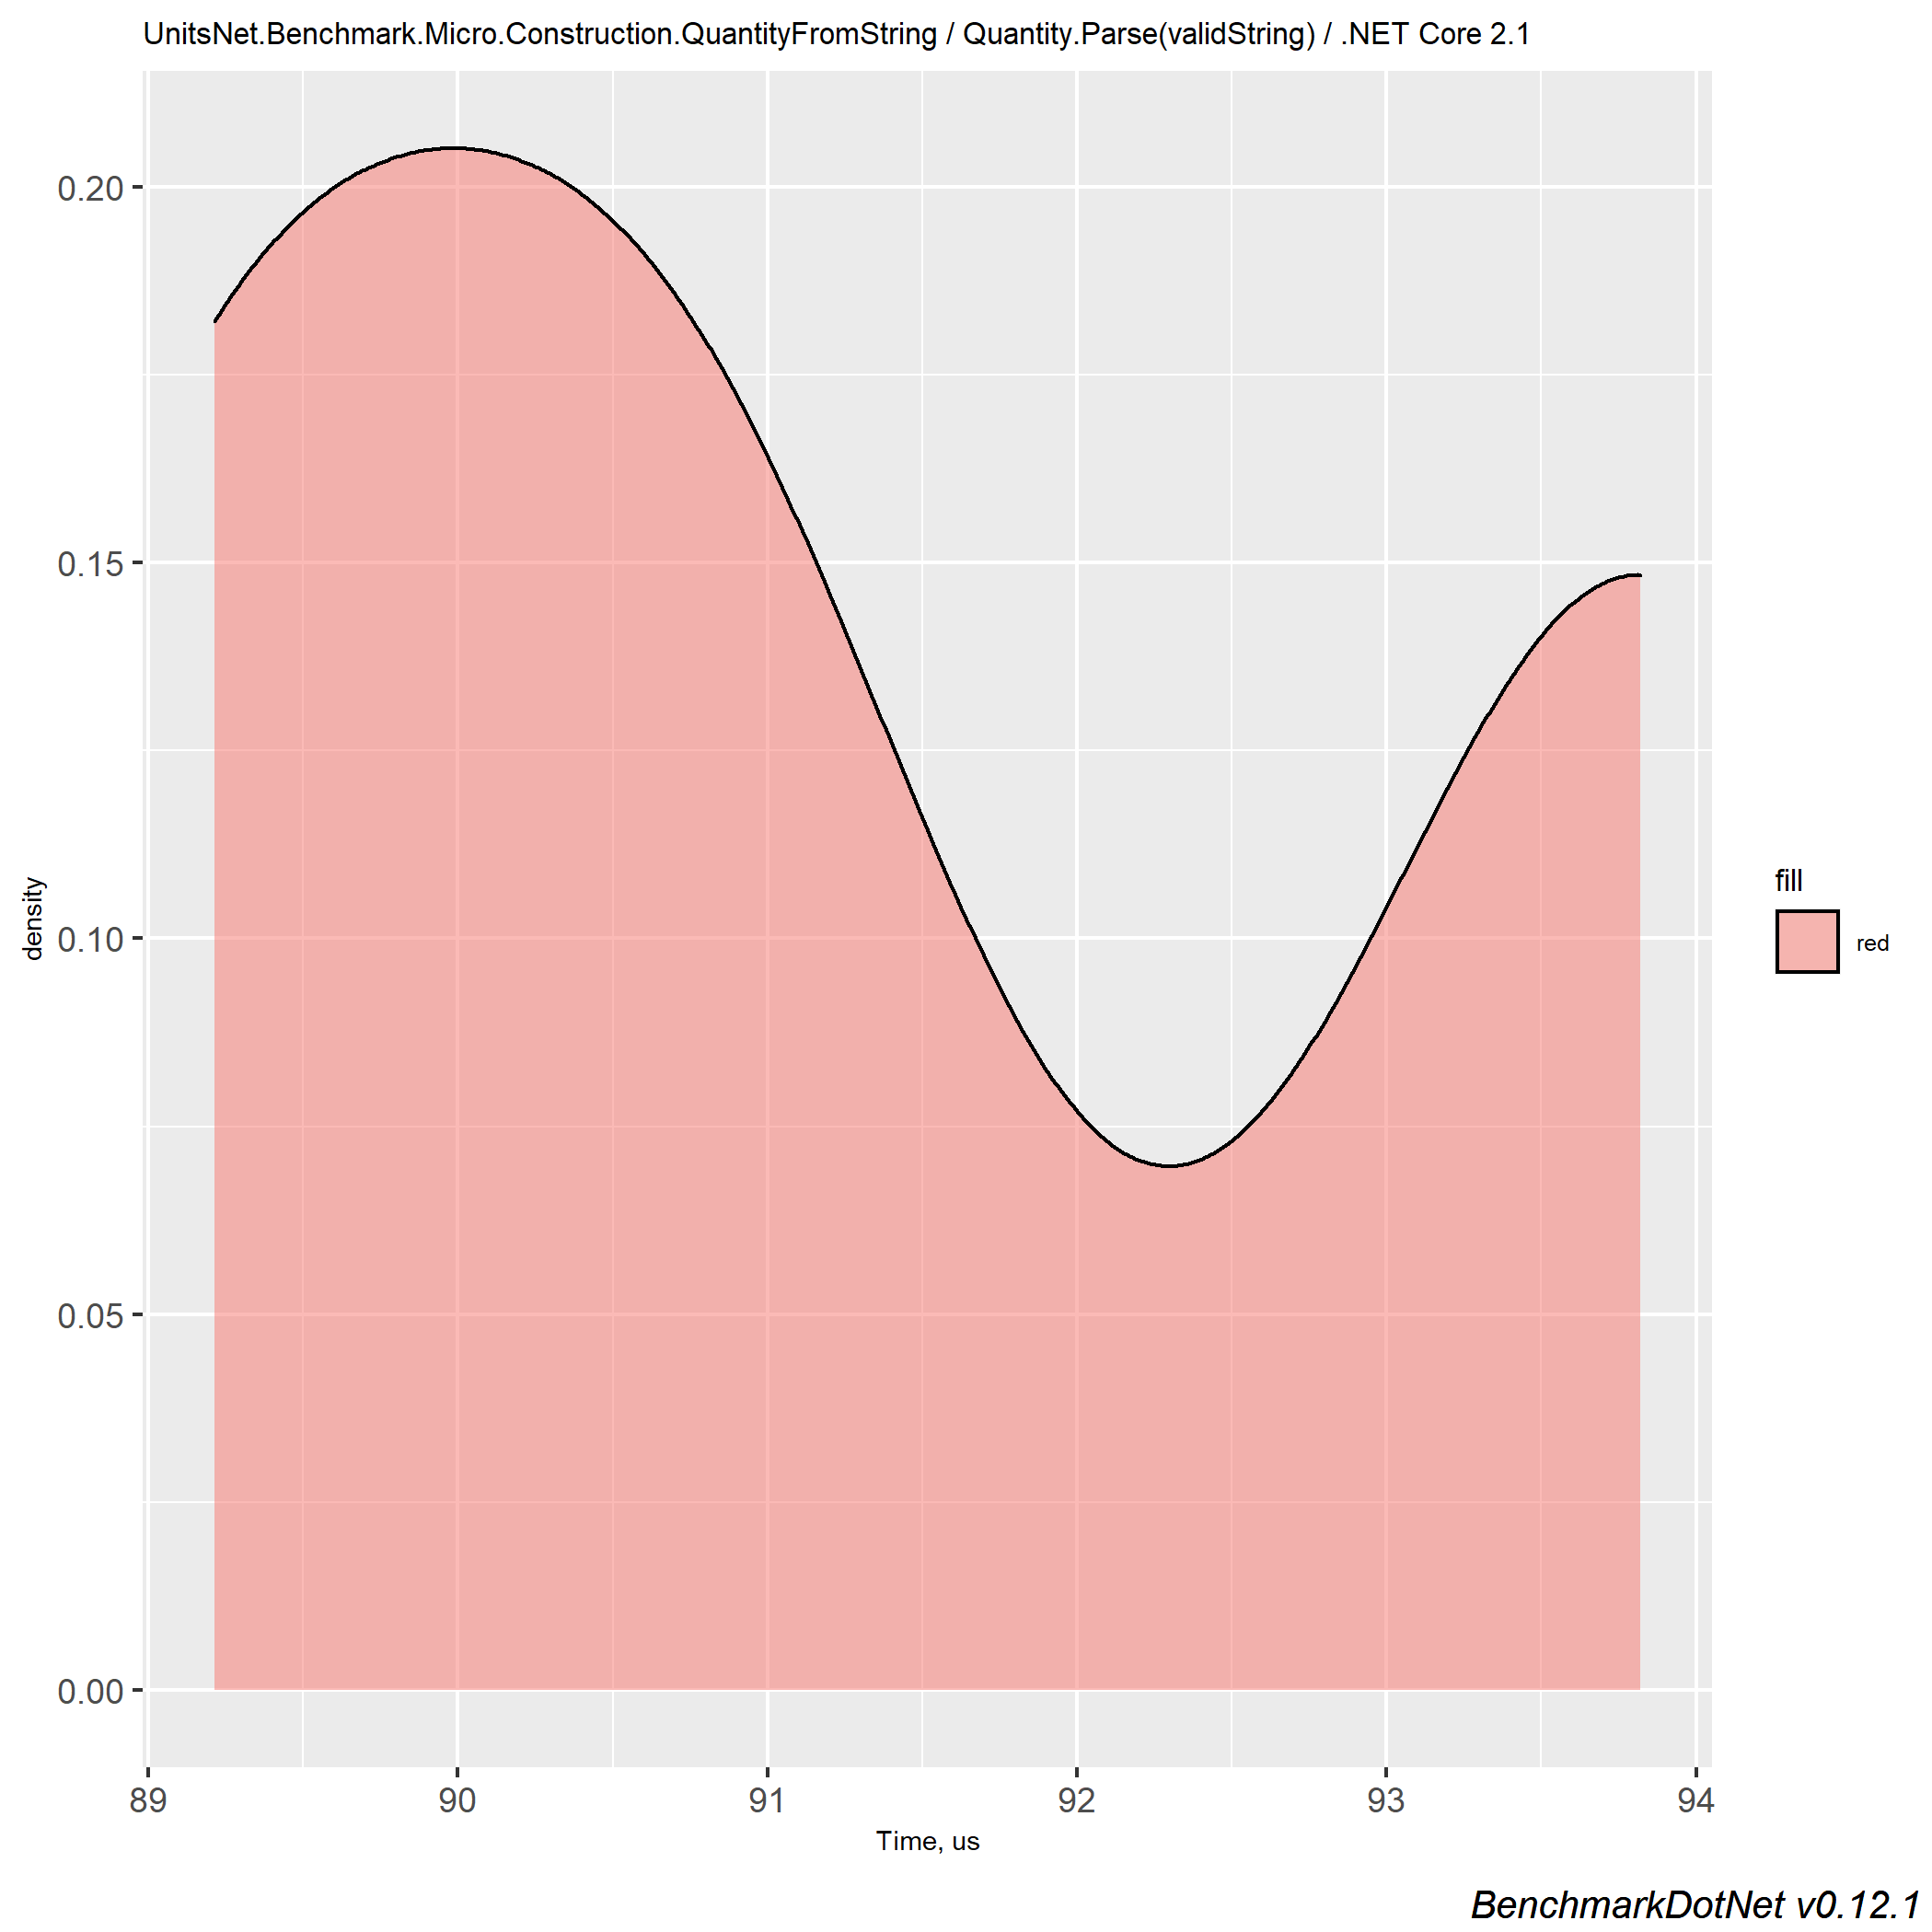 UnitsNet.Benchmark.Micro.Construction.QuantityFromString / Quantity.Parse(validString) / .NET Core 2.1
0.20
0.15
0.10
0.05
0.00
density
89 90 91 92 93 94
Time, us
fill
red
BenchmarkDotNet v0.12.1